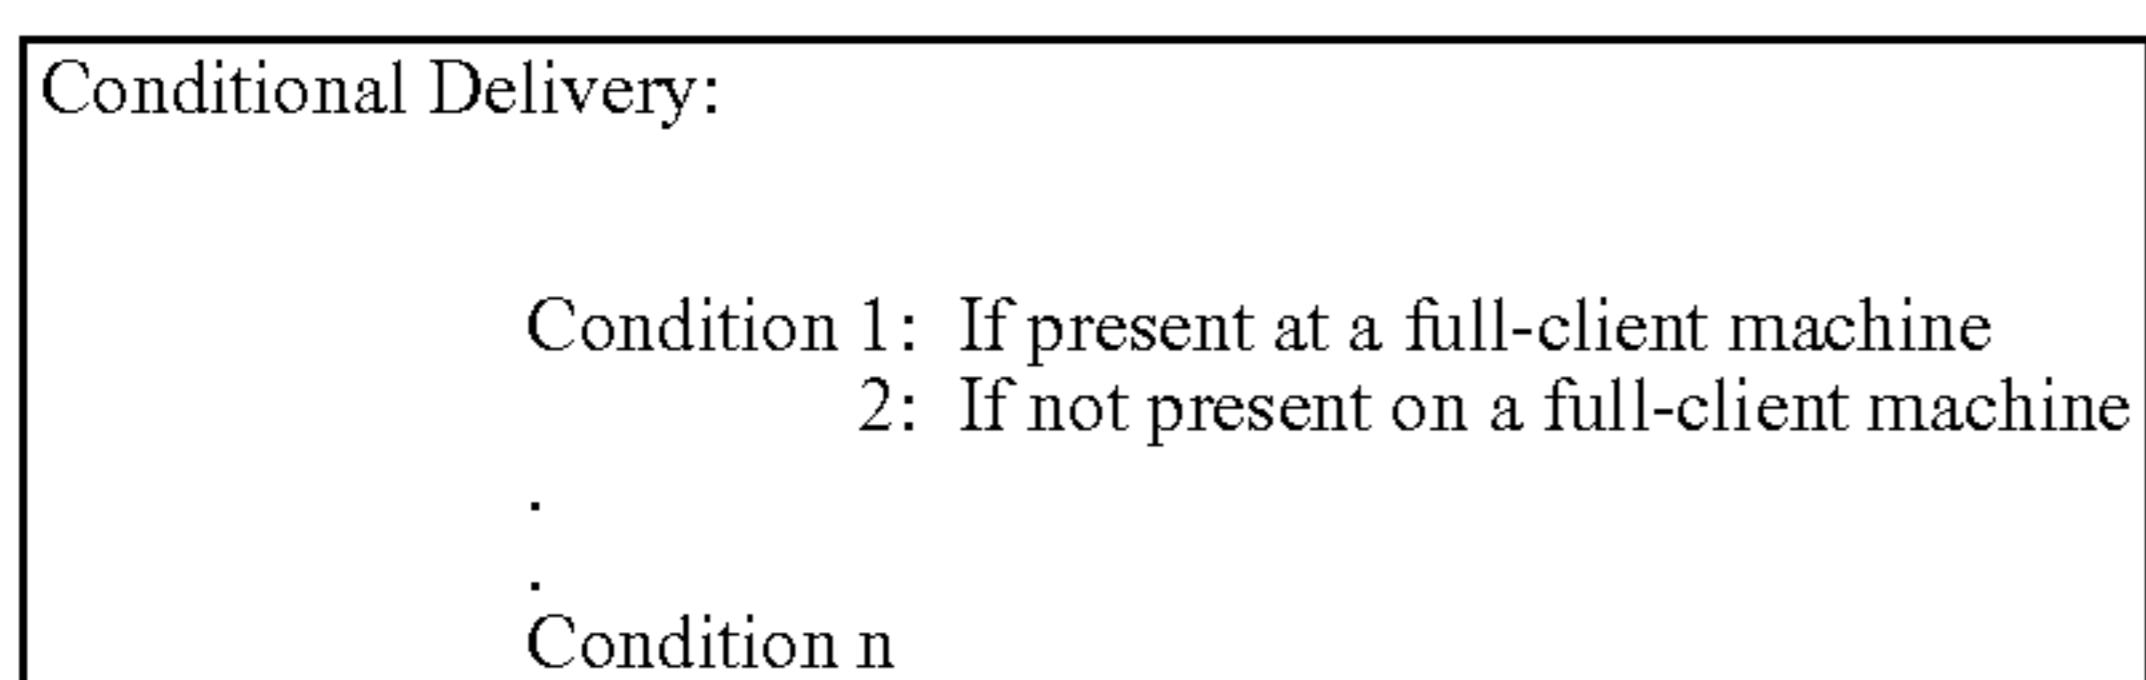 Conditional Delivery:
Condition 1: If present at a full-client machine
2: If not present on a full-client machine
.
.
Condition n